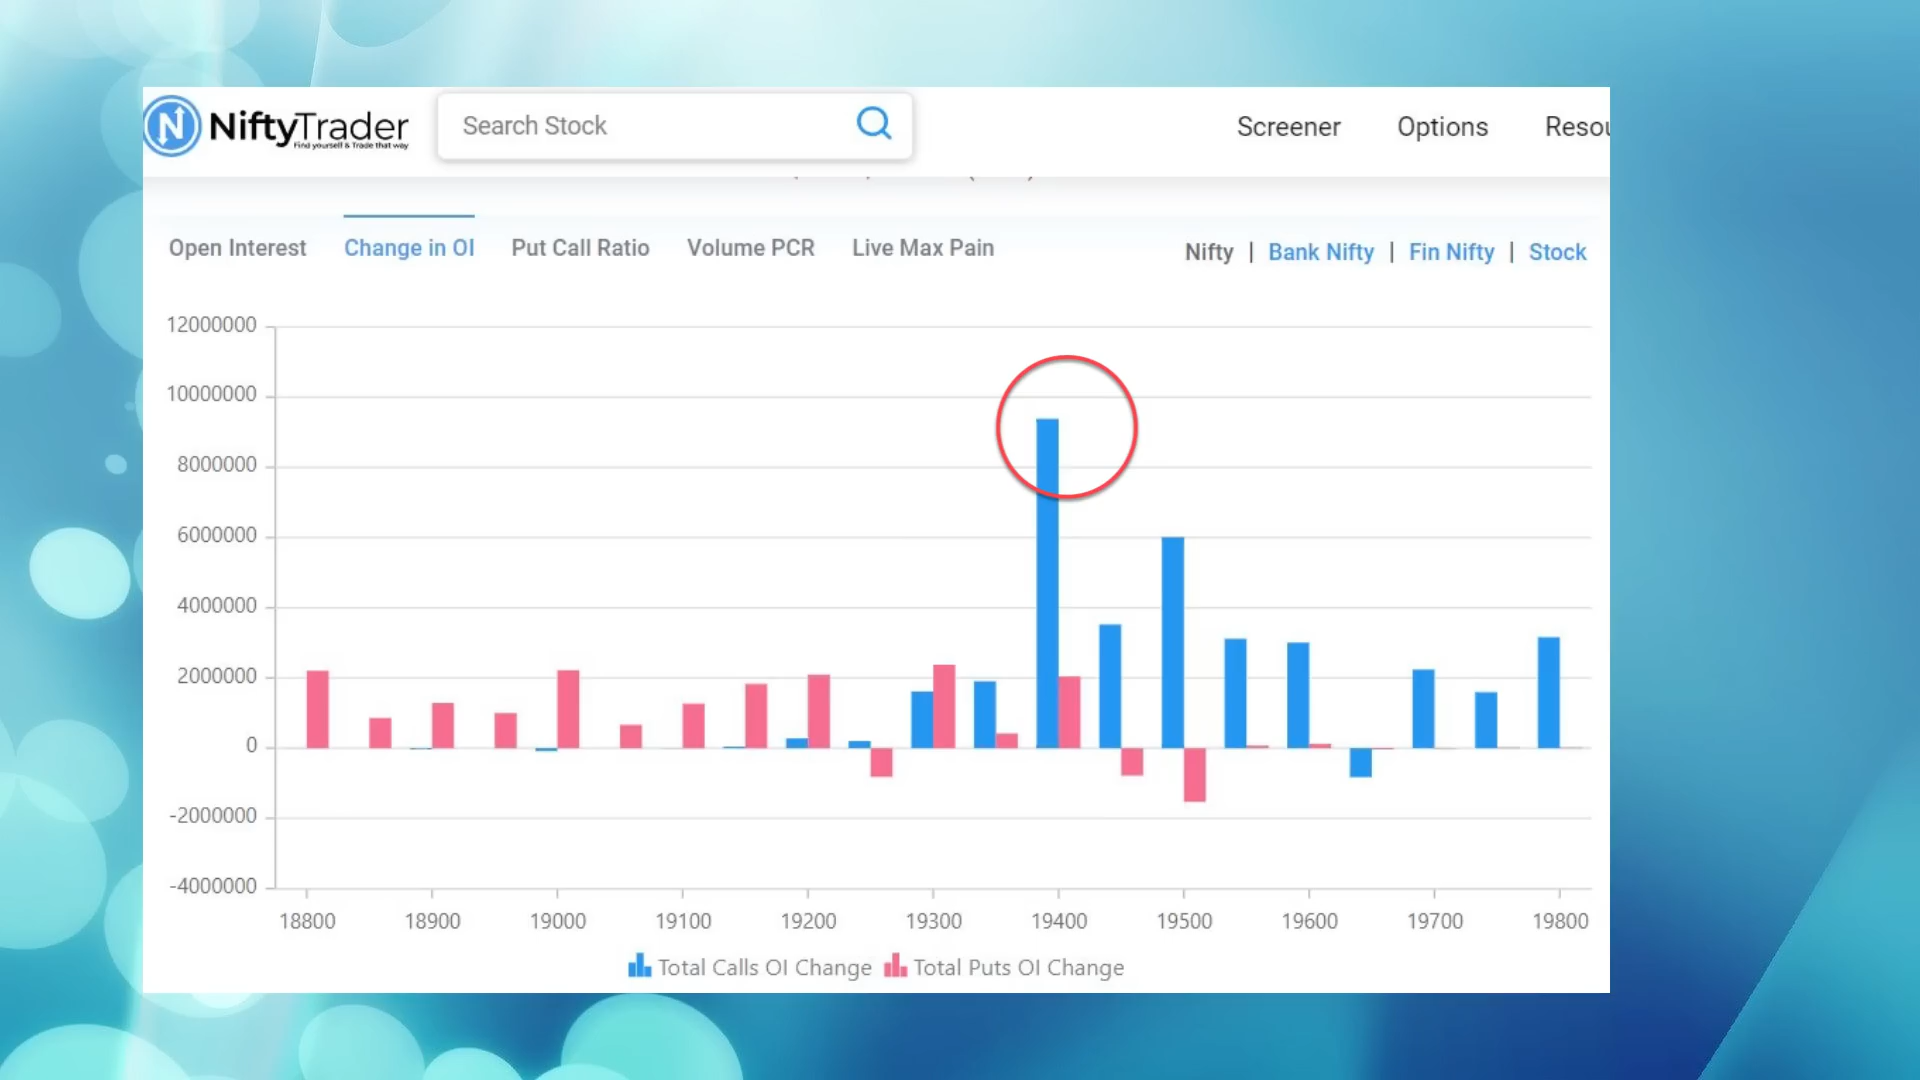 NiftyTrader
Find yourself & Trade that way
Search Stock
Screener
Options
Resou
Open Interest
Change in OI
Put Call Ratio
Volume PCR
Live Max Pain
Nifty | Bank Nifty | Fin Nifty | Stock
12000000
10000000
8000000
6000000
4000000
2000000
0
-2000000
-4000000
18800 18900 19000 19100 19200 19300 19400 19500 19600 19700 19800
Total Calls OI Change Total Puts OI Change